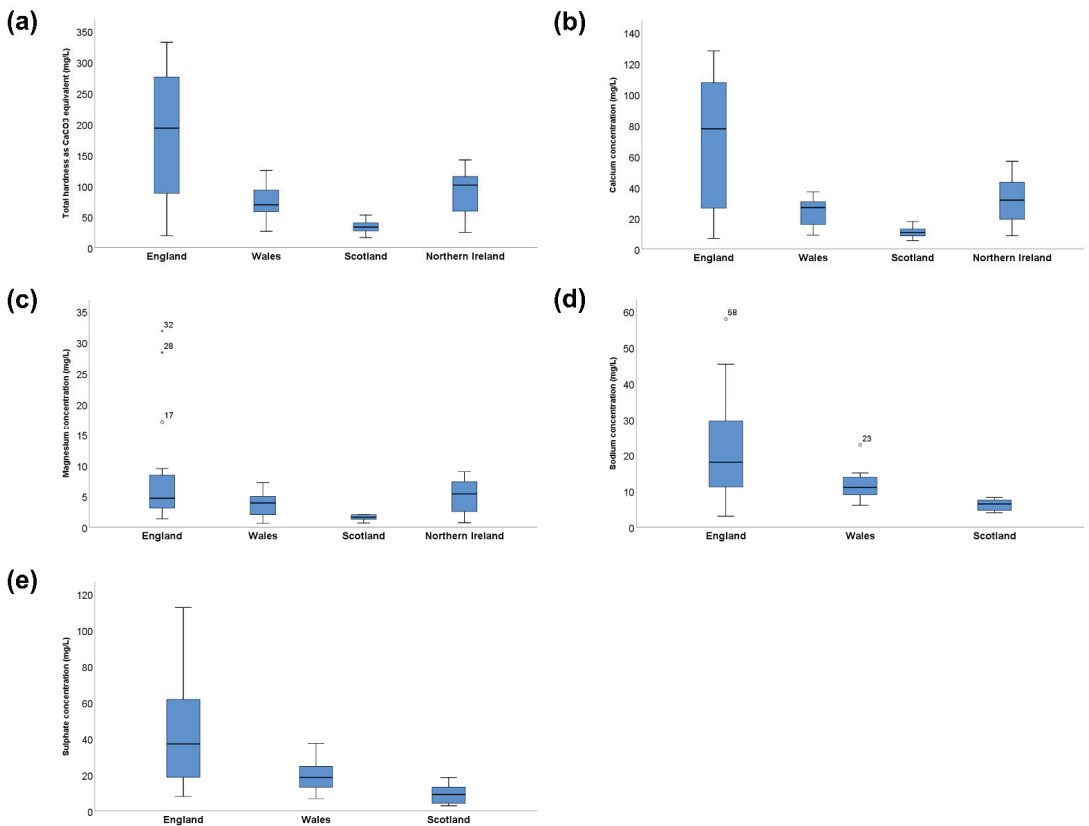 (a)
Total hardness as CaCO3 equivalent (mg/L)
350
300
250
200
150
100
50
0
England Wales Scotland Northern Ireland
(b)
Calcium concentration (mg/L)
140
120
100
80
60
40
20
0
England Wales Scotland Northern Ireland
(c)
Magnesium concentration (mg/L)
35
30
25
20
15
10
5
0
32
28
17
England Wales Scotland Northern Ireland
(d)
Sodium concentration (mg/L)
60
50
40
30
20
10
0
58
23
England Wales Scotland
(e)
Sulphate concentration (mg/L)
120
100
80
60
40
20
0
England Wales Scotland